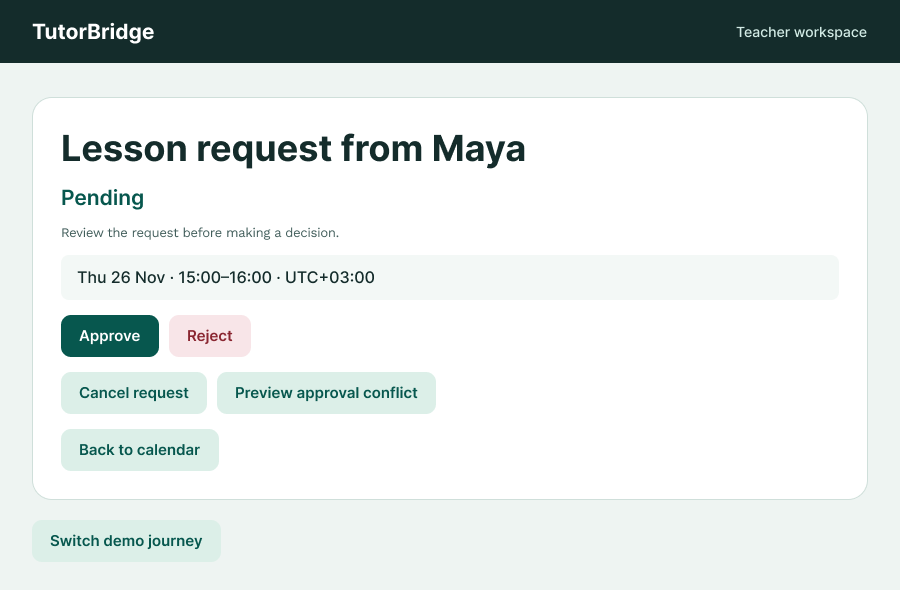 TutorBridge
Teacher workspace
Lesson request from Maya
Pending
Review the request before making a decision.
Thu 26 Nov · 15:00–16:00 · UTC+03:00
Approve
Reject
Cancel request
Preview approval conflict
Back to calendar
Switch demo journey